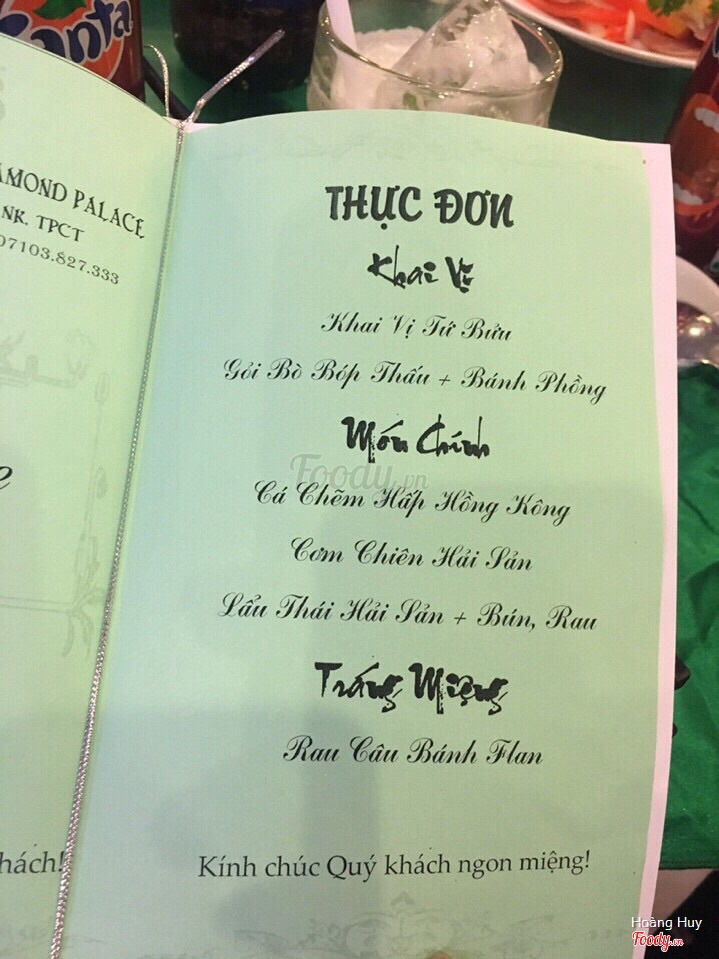 Fanta
AMOND PALACE
NK. TPCT
07103.827.333
hách!
THỰC ĐƠN
Khai Vị
Khai Vị Tứ Bửu
Gỏi Bò Bóp Thấu + Bánh Phồng
Món Chính
Foody.vn
Cá Chẽm Hấp Hồng Kông
Cơm Chiên Hải Sản
Lẩu Thái Hải Sản + Bún, Rau
Tráng Miệng
Rau Câu Bánh Flan
Kính chúc Quý khách ngon miệng!
Hoàng Huy
Foody.vn